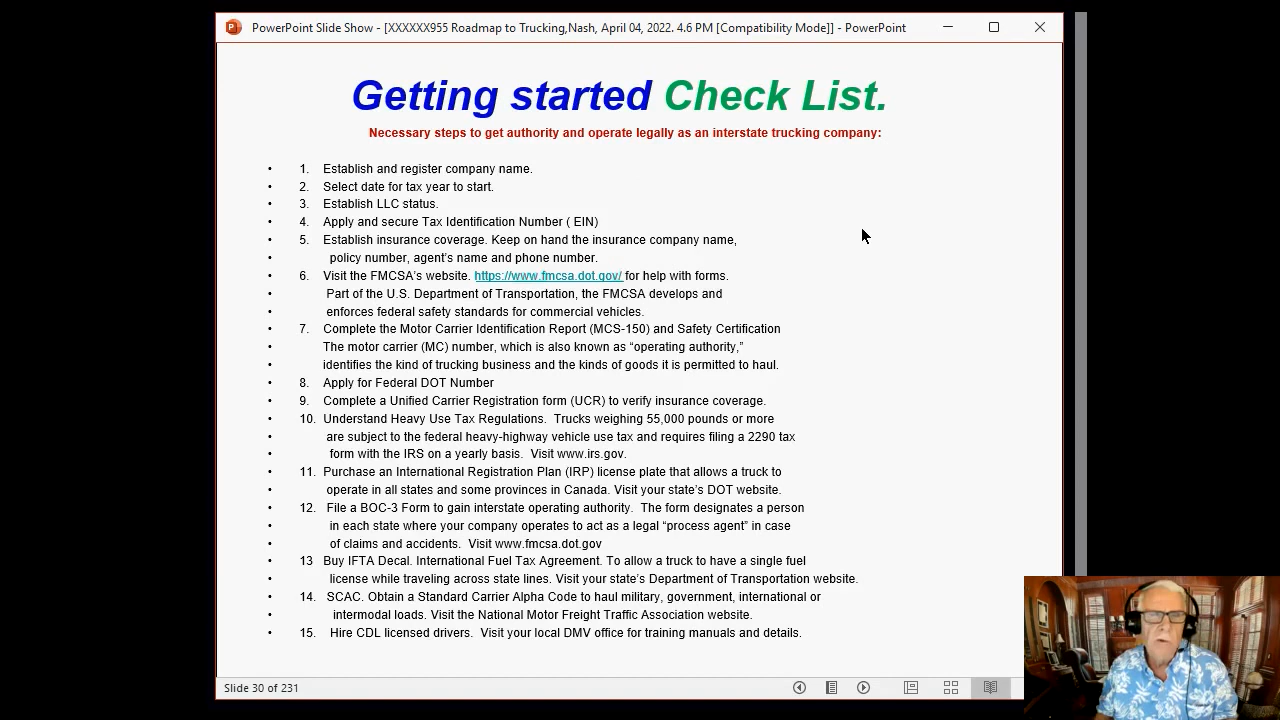 PowerPoint Slide Show - [XXXXXX955 Roadmap to Trucking,Nash, April 04, 2022. 4.6 PM [Compatibility Mode]] - PowerPoint
Getting started Check List.
Necessary steps to get authority and operate legally as an interstate trucking company:
• 1. Establish and register company name.
• 2. Select date for tax year to start.
• 3. Establish LLC status.
• 4. Apply and secure Tax Identification Number ( EIN)
• 5. Establish insurance coverage. Keep on hand the insurance company name,
• policy number, agent's name and phone number.
• 6. Visit the FMCSA's website. https://www.fmcsa.dot.gov/ for help with forms.
• Part of the U.S. Department of Transportation, the FMCSA develops and
• enforces federal safety standards for commercial vehicles.
• 7. Complete the Motor Carrier Identification Report (MCS-150) and Safety Certification
• The motor carrier (MC) number, which is also known as “operating authority,”
• identifies the kind of trucking business and the kinds of goods it is permitted to haul.
• 8. Apply for Federal DOT Number
• 9. Complete a Unified Carrier Registration form (UCR) to verify insurance coverage.
• 10. Understand Heavy Use Tax Regulations. Trucks weighing 55,000 pounds or more
• are subject to the federal heavy-highway vehicle use tax and requires filing a 2290 tax
• form with the IRS on a yearly basis. Visit www.irs.gov.
• 11. Purchase an International Registration Plan (IRP) license plate that allows a truck to
• operate in all states and some provinces in Canada. Visit your state's DOT website.
• 12. File a BOC-3 Form to gain interstate operating authority. The form designates a person
• in each state where your company operates to act as a legal “process agent” in case
• of claims and accidents. Visit www.fmcsa.dot.gov
• 13 Buy IFTA Decal. International Fuel Tax Agreement. To allow a truck to have a single fuel
• license while traveling across state lines. Visit your state's Department of Transportation website.
• 14. SCAC. Obtain a Standard Carrier Alpha Code to haul military, government, international or
• intermodal loads. Visit the National Motor Freight Traffic Association website.
• 15. Hire CDL licensed drivers. Visit your local DMV office for training manuals and details.
Slide 30 of 231